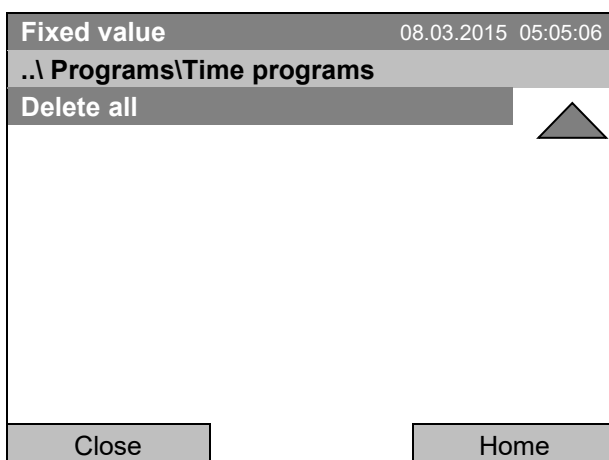 Fixed value 08.03.2015 05:05:06
..\ Programs\Time programs
Delete all
Close Home